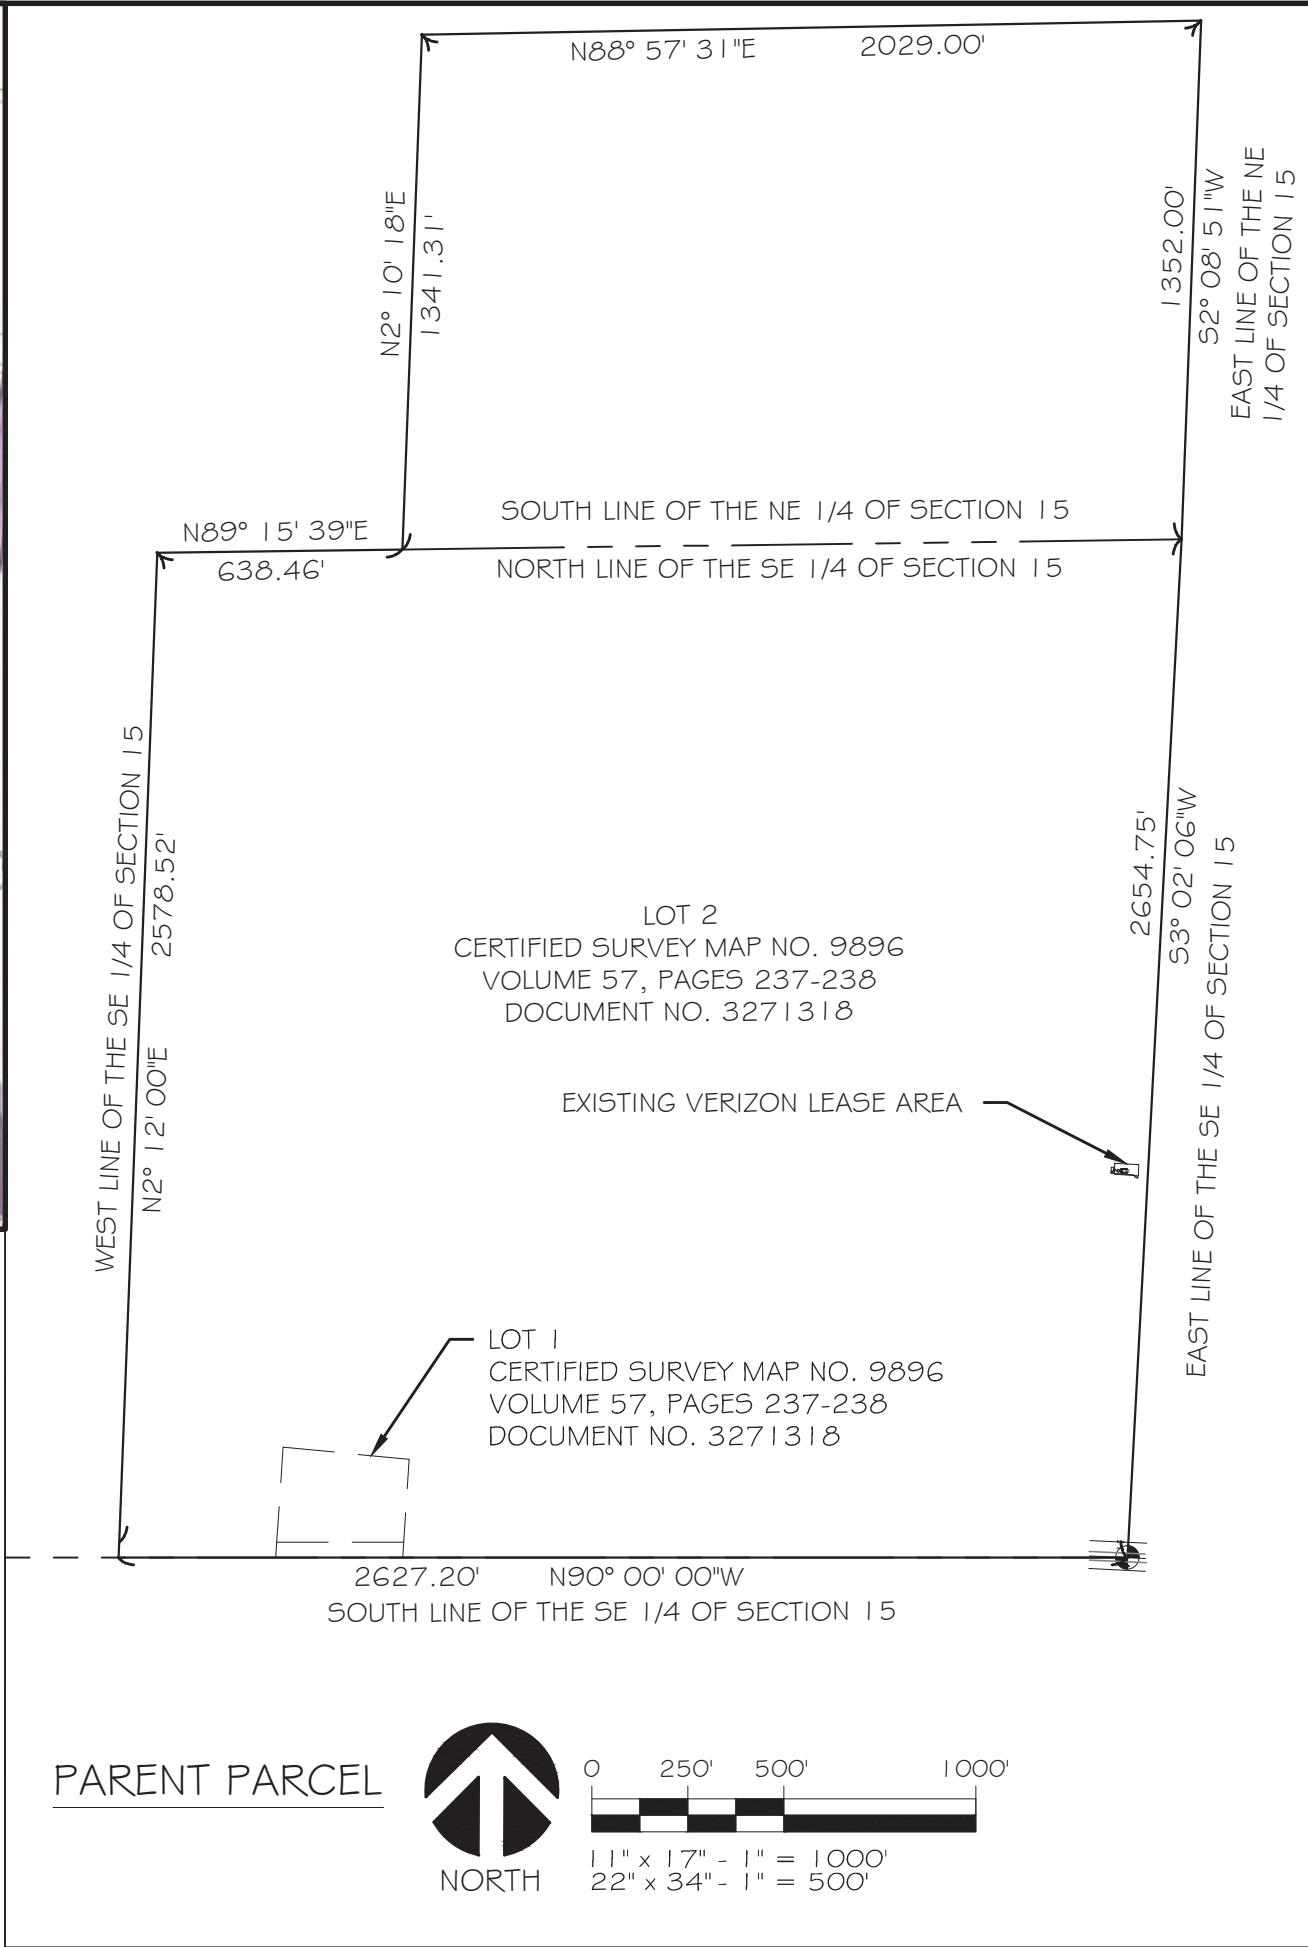 N88° 57' 31"E 2029.00'
N2° 10' 18"E
1341.31'
1352.00'
S2° 08' 51"W
EAST LINE OF THE NE
1/4 OF SECTION 15
SOUTH LINE OF THE NE 1/4 OF SECTION 15
N89° 15' 39"E
638.46'
NORTH LINE OF THE SE 1/4 OF SECTION 15
WEST LINE OF THE SE 1/4 OF SECTION 15
N2° 12' 00"E 2578.52'
2654.75'
S3° 02' 06"W
EAST LINE OF THE SE 1/4 OF SECTION 15
LOT 2
CERTIFIED SURVEY MAP NO. 9896
VOLUME 57, PAGES 237-238
DOCUMENT NO. 3271318
EXISTING VERIZON LEASE AREA
LOT 1
CERTIFIED SURVEY MAP NO. 9896
VOLUME 57, PAGES 237-238
DOCUMENT NO. 3271318
2627.20' N90° 00' 00"W
SOUTH LINE OF THE SE 1/4 OF SECTION 15
PARENT PARCEL
NORTH
0 250' 500' 1000'
11" x 17" - 1" = 1000'
22" x 34" - 1" = 500'